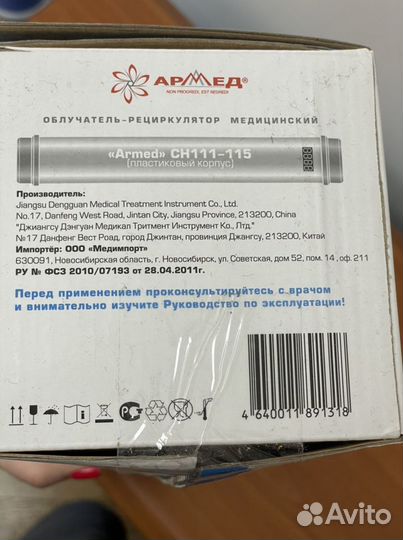 АРМЕД®
NON PROGREDI, EST REGREDI
ОБЛУЧАТЕЛЬ-РЕЦИРКУЛЯТОР МЕДИЦИНСКИЙ
«Armed» СН111-115
(пластиковый корпус)
Производитель:
Jiangsu Dengguan Medical Treatment Instrument Co., Ltd.
No.17, Danfeng West Road, Jintan City, Jiangsu Province, 213200, China
"Джиангсу Дэнгуан Медикал Тритмент Инструмент Ко., Лтд."
№17 Данфенг Вест Роад, город Джинтан, провинция Джангсу, 213200, Китай
Импортёр: ООО «Медимпорт»
630091, Новосибирская область, г. Новосибирск, ул. Советская, дом 52, пом. 14, оф. 211
РУ № ФСЗ 2010/07193 от 28.04.2011г.
Перед применением проконсультируйтесь с врачом
и внимательно изучите Руководство по эксплуатации!
4 640011 891318
Avito